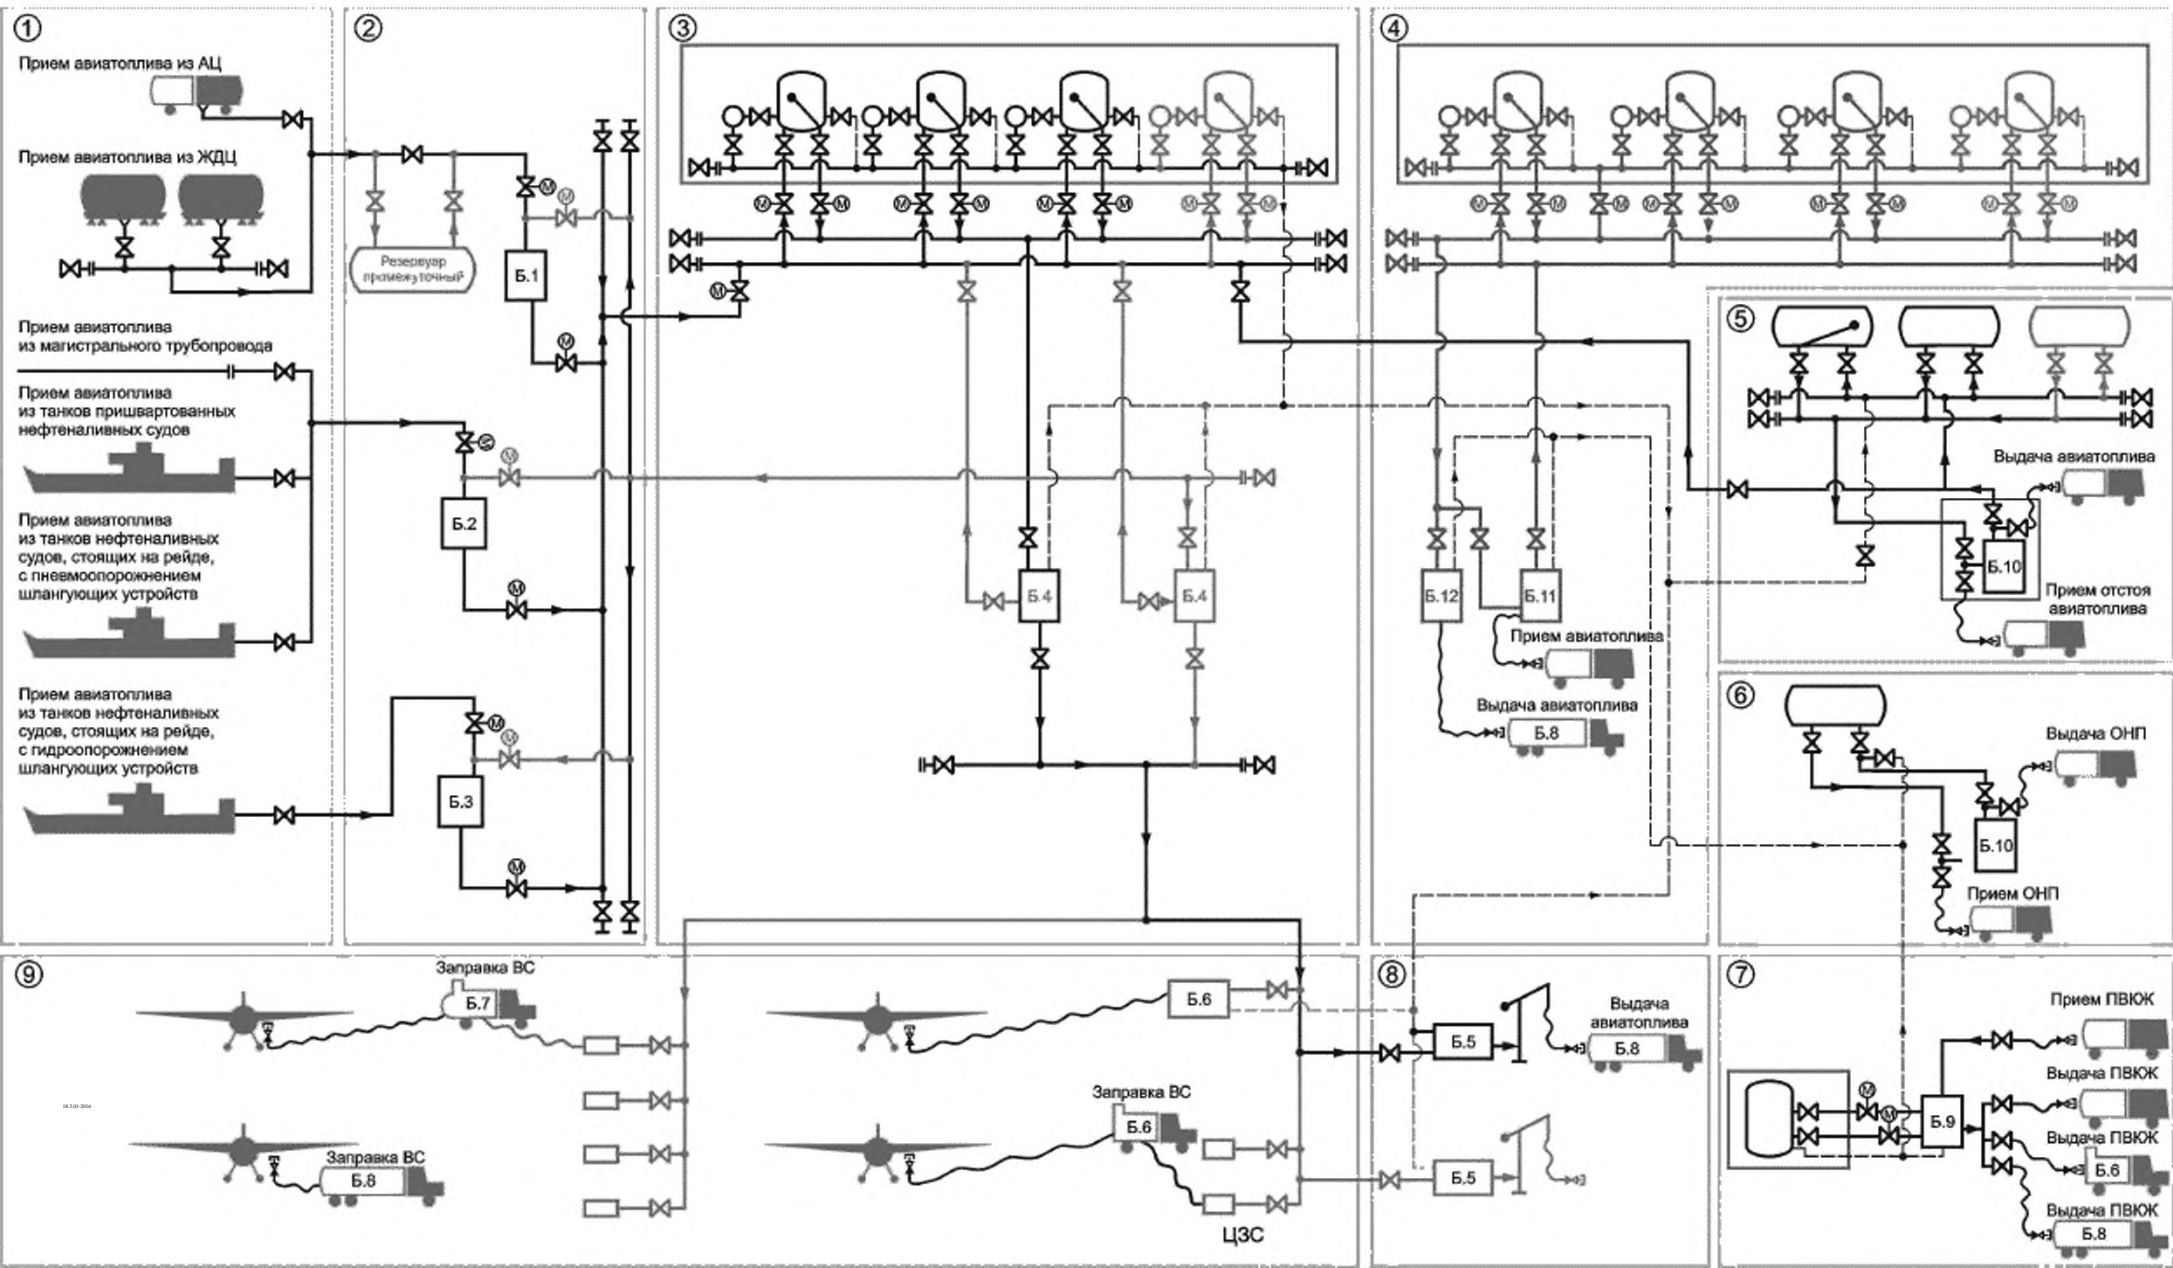 1
Прием авиатоплива из АЦ
Прием авиатоплива из ЖДЦ
Прием авиатоплива
из магистрального трубопровода
Прием авиатоплива
из танков пришвартованных
нефтеналивных судов
Прием авиатоплива
из танков нефтеналивных
судов, стоящих на рейде,
с пневмоопорожнением
шлангующих устройств
Прием авиатоплива
из танков нефтеналивных
судов, стоящих на рейде,
с гидроопорожнением
шлангующих устройств
2
М
М
Резервуар
промежуточный
Б.1
М
М
М
Б.2
М
М
М
Б.3
М
3
М
М
М
М
М
М
М
М
М
Б.4
Б.4
4
М
М
М
М
М
М
М
М
М
Б.12
Б.11
Прием авиатоплива
Выдача авиатоплива
Б.8
5
Выдача авиатоплива
Б.10
Прием отстоя
авиатоплива
6
Выдача ОНП
Б.10
Прием ОНП
7
Прием ПВЮЖ
Выдача ПВЮЖ
М
М
Б.9
Выдача ПВЮЖ
Б.6
Выдача ПВЮЖ
Б.8
8
Выдача
авиатоплива
Б.5
Б.8
Б.5
9
Заправка ВС
Б.7
Б.6
Заправка ВС
Б.6
Заправка ВС
Б.8
ЦЗС